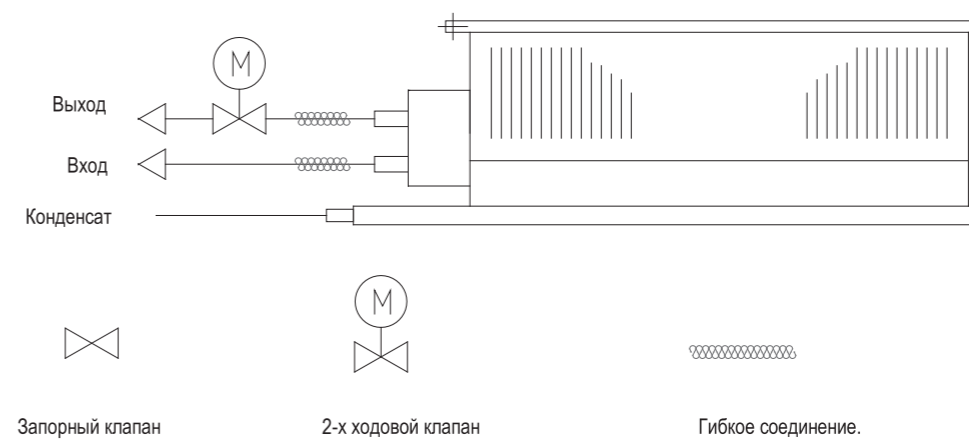 M
Выход
Вход
Конденсат
M
Запорный клапан
2-х ходовой клапан
Гибкое соединение.